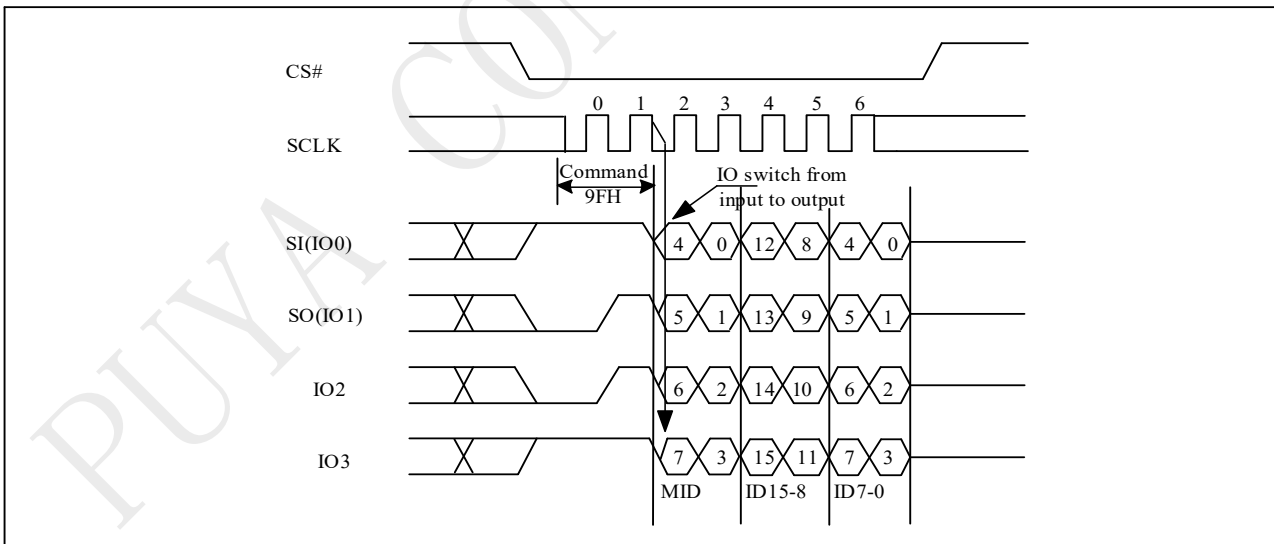 PUYA CON
CS#
0 1 2 3 4 5 6
SCLK
Command
9FH
IO switch from
input to output
SI(IO0)
4 0 12 8 4 0
SO(IO1)
5 1 13 9 5 1
IO2
6 2 14 10 6 2
IO3
7 3 15 11 7 3
MID ID15-8 ID7-0